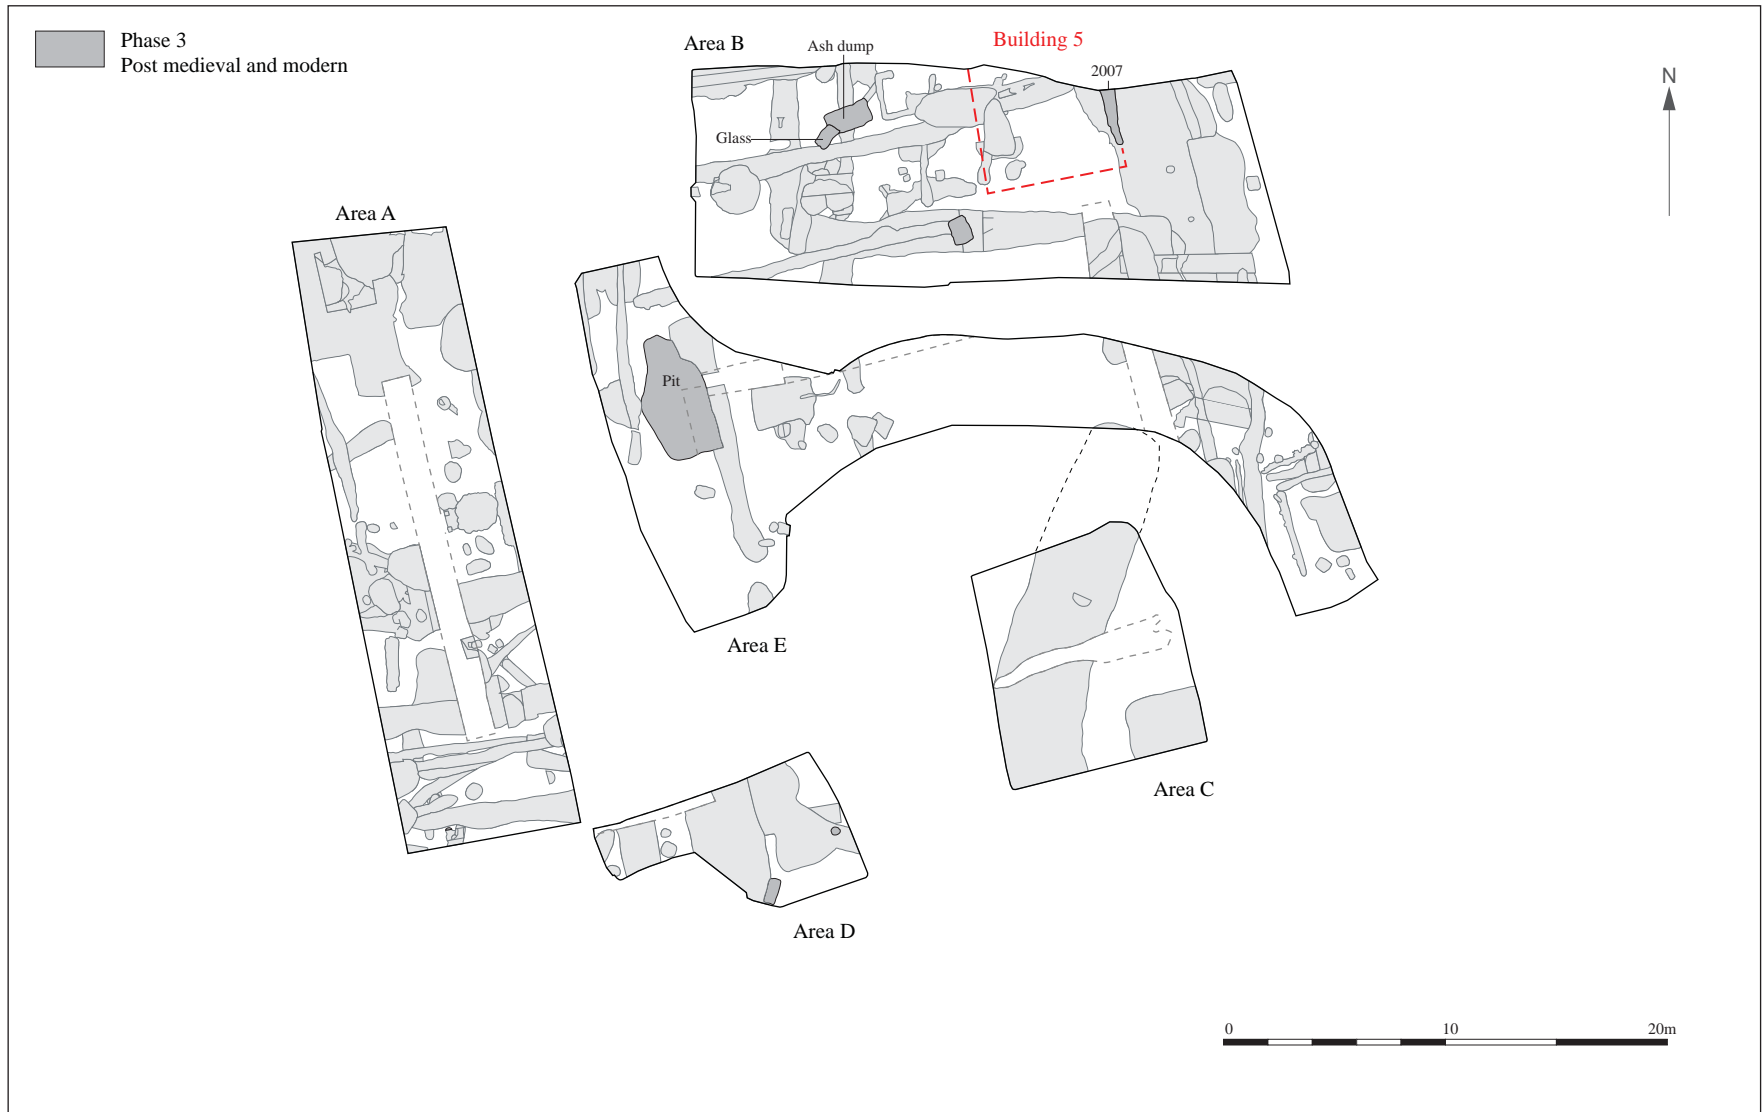 Phase 3
Post medieval and modern
Area B
Ash dump
Building 5
2007
N
Glass
Area A
Pit
Area E
Area C
Area D
0 10 20m